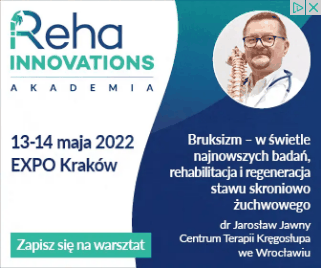 Reha
INNOVATIONS
AKADEMIA
13-14 maja 2022
EXPO Kraków
Zapisz się na warsztat
Bruksizm – w świetle
najnowszych badań,
rehabilitacja i regeneracja
stawu skroniowo
żuchwowego
dr Jarosław Jawny
Centrum Terapii Kręgosłupa
we Wrocławiu